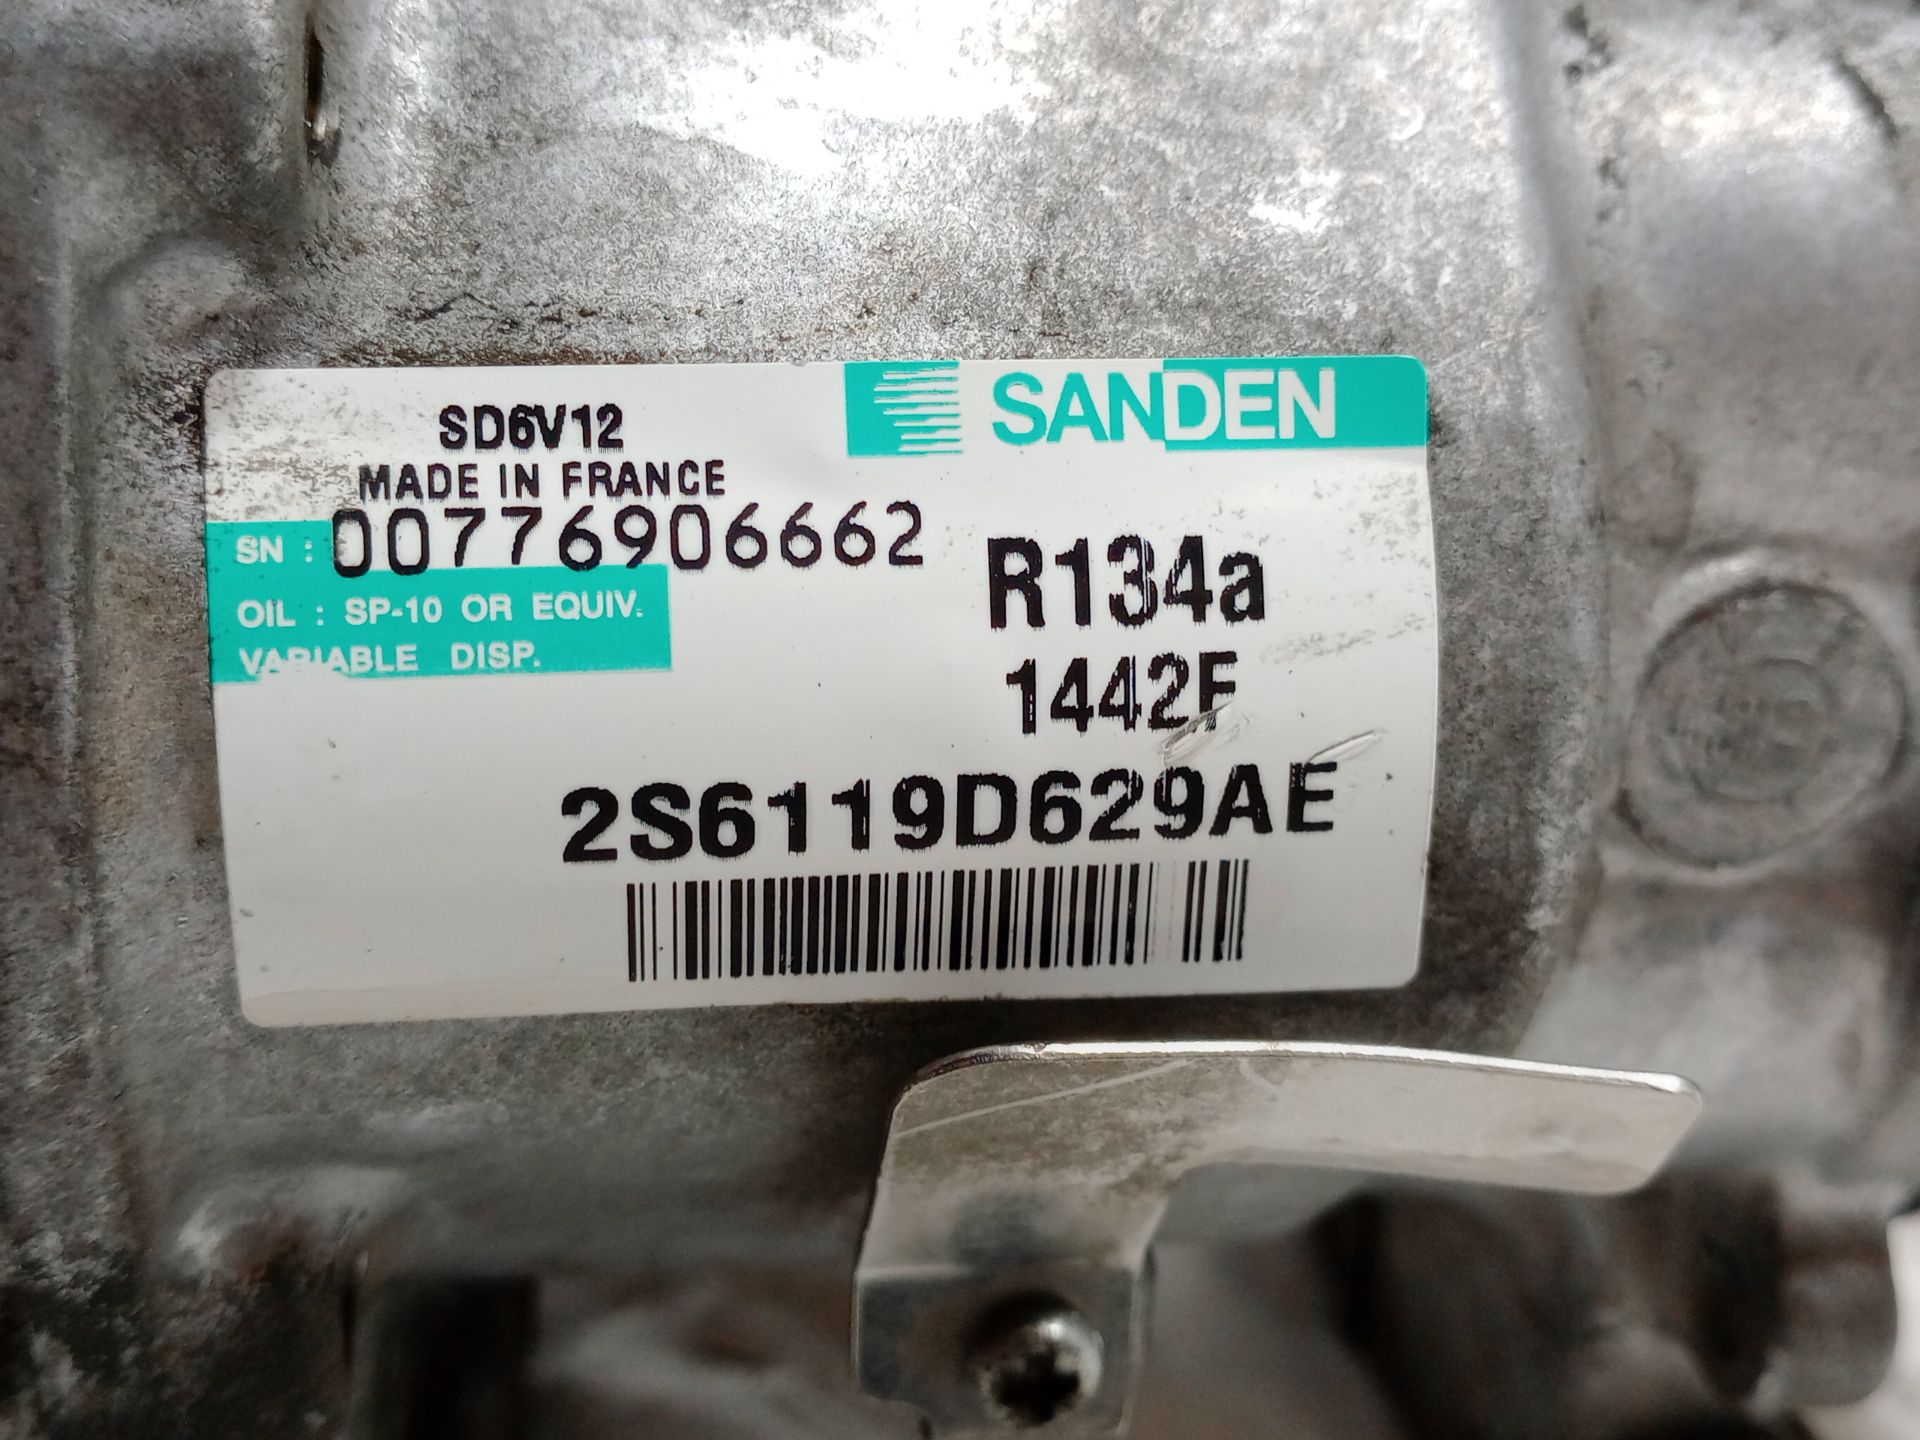 SANDEN
SD6V12
MADE IN FRANCE
SN : 00776906662
OIL : SP-10 OR EQUIV.
VARIABLE DISP.
R134a
1442F
2S6119D629AE